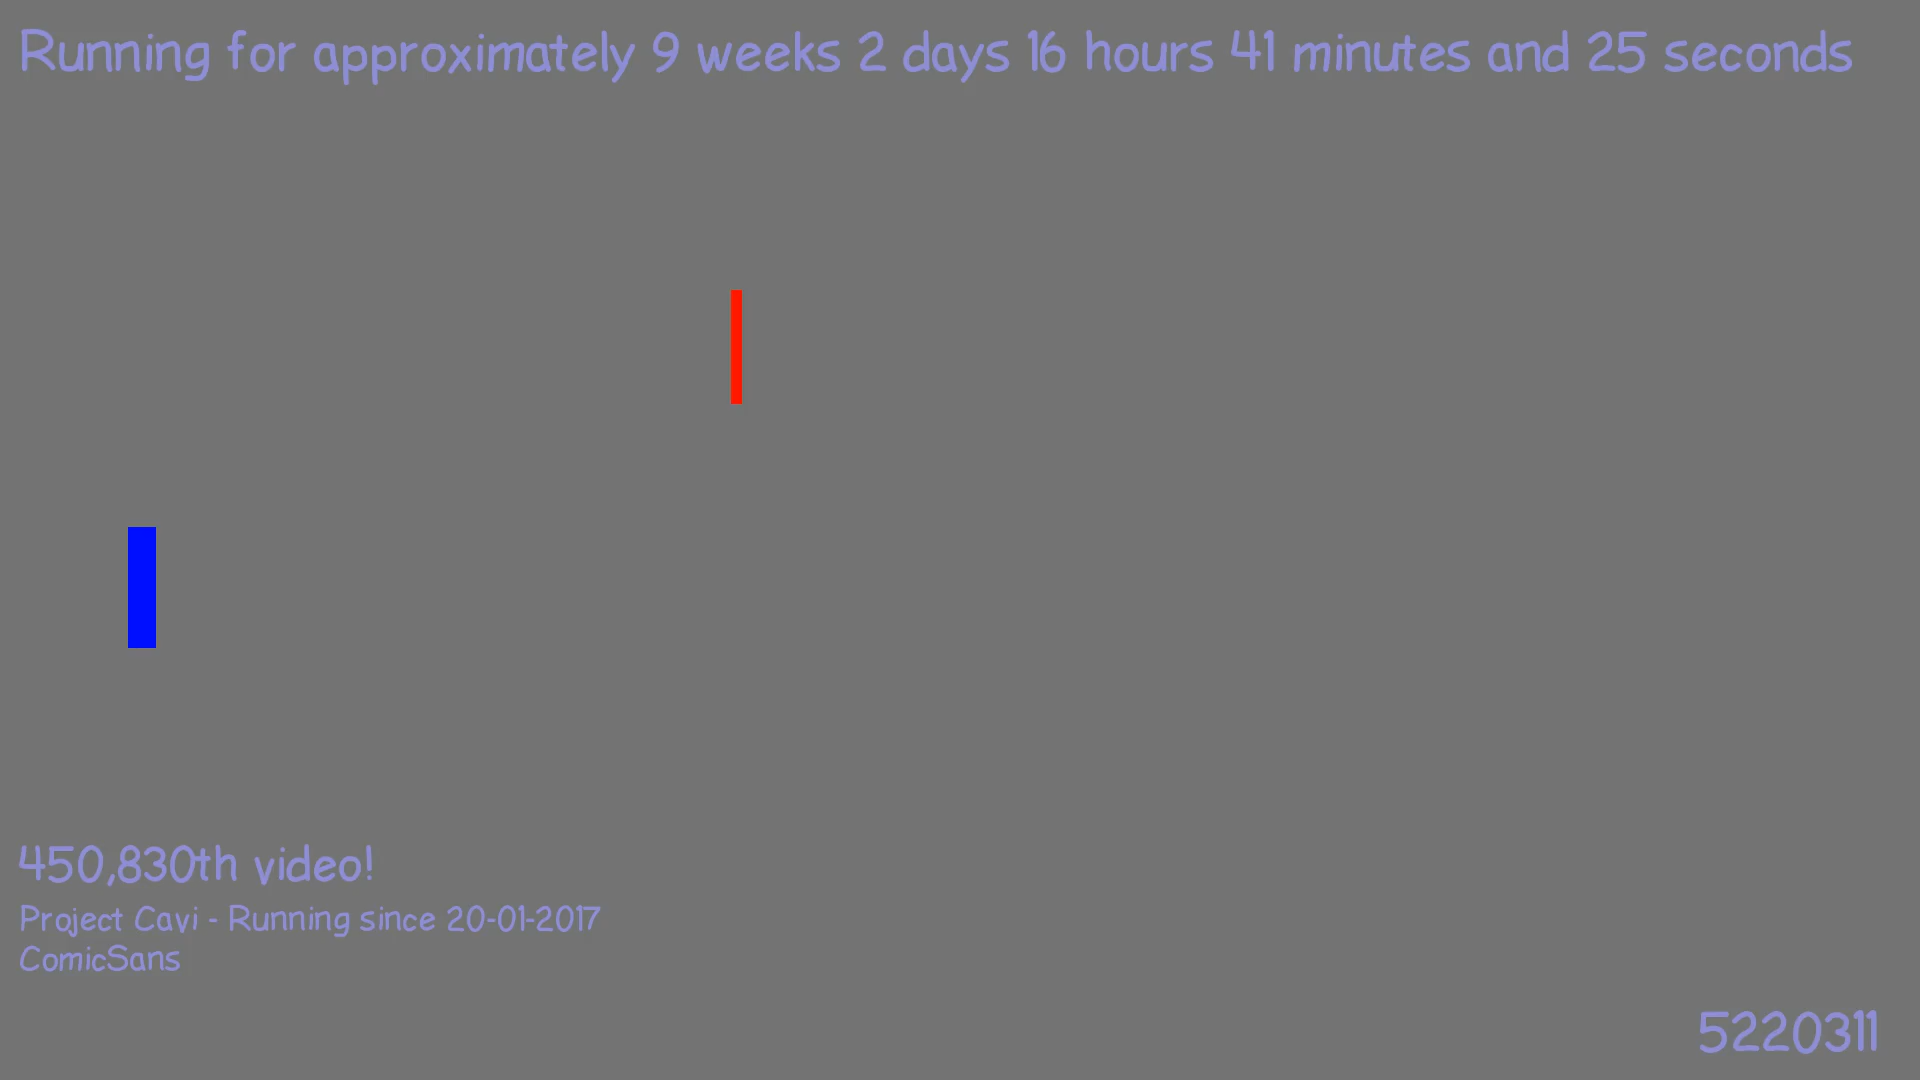 Running for approximately 9 weeks 2 days 16 hours 41 minutes and 25 seconds
450,830th video!
Project Cavi - Running since 20-01-2017
ComicSans
5220311